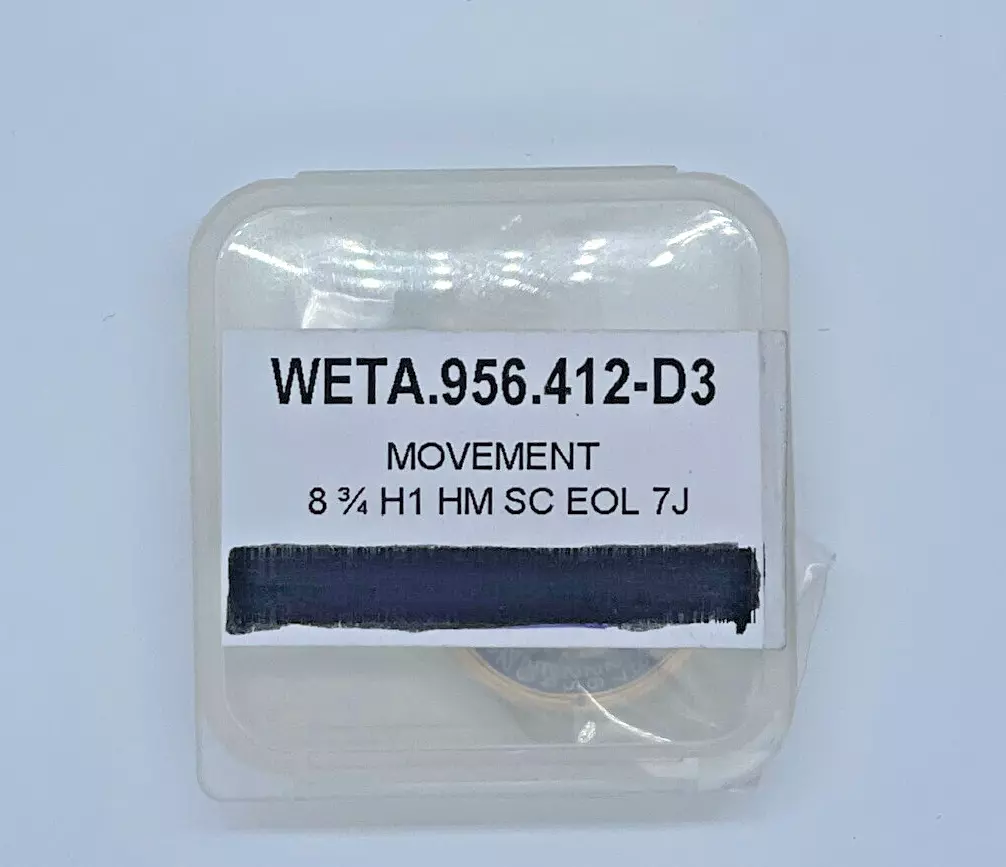 WETA.956.412-D3
MOVEMENT
8 ¾ H1 HM SC EOL 7J